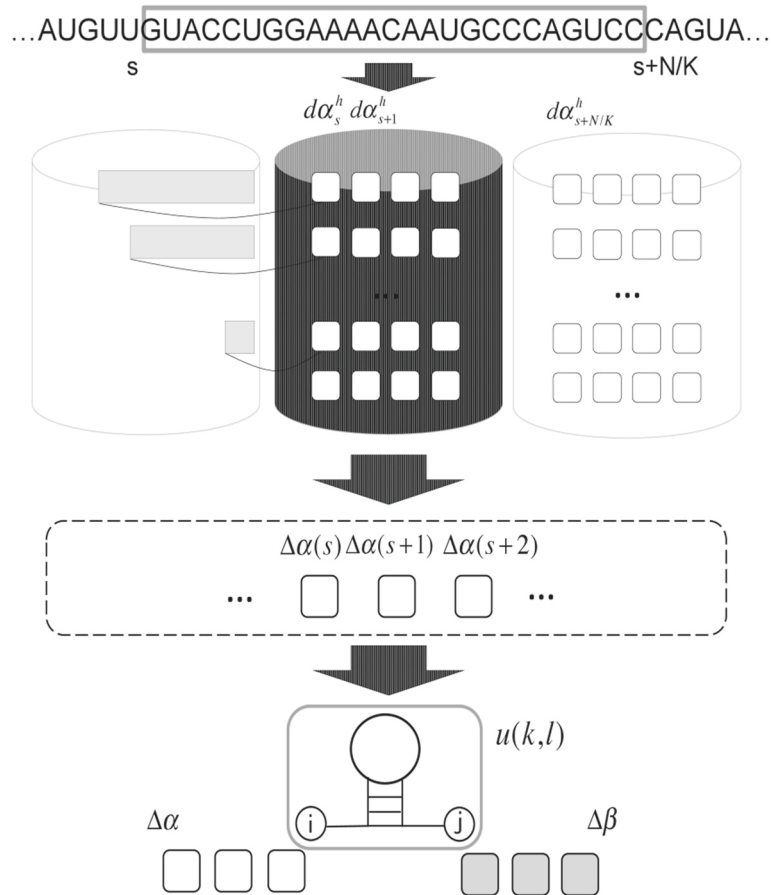 ...AUGUUGUACCUGGAAAACAAUGCCCAGUCCCAGUA...
s s+N/K
dα_s^h dα_{s+1}^h dα_{s+N/K}^h
... ...
Δα(s) Δα(s+1) Δα(s+2)
... ...
u(k,l)
i j
Δα Δβ